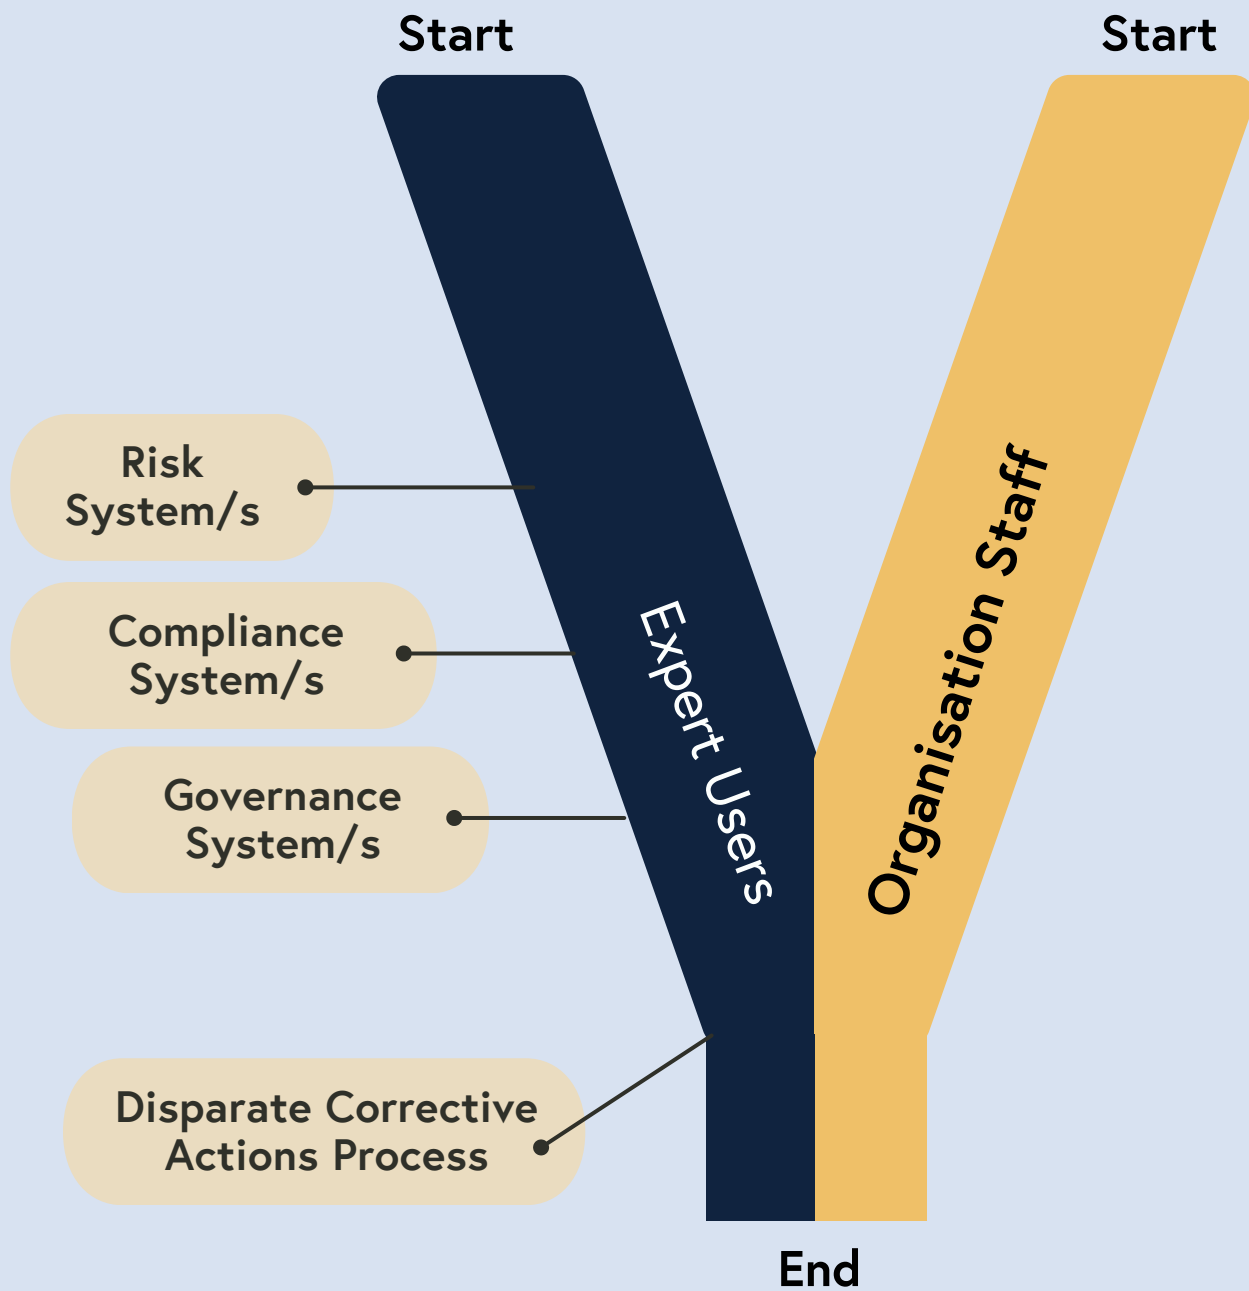 Start
Start
Risk
System/s
Compliance
System/s
Expert Users
Organisation Staff
Governance
System/s
Disparate Corrective
Actions Process
End